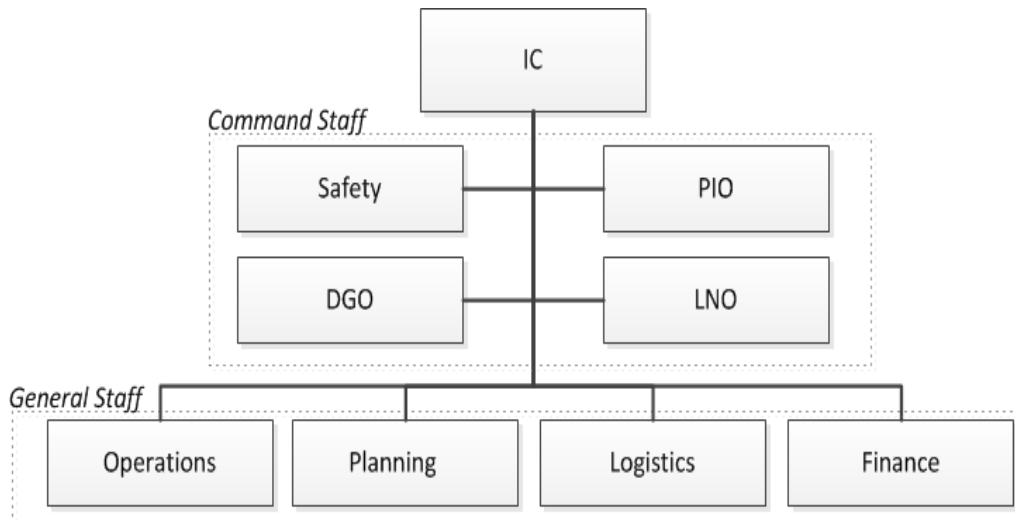 IC
Command Staff
Safety
PIO
DGO
LNO
General Staff
Operations
Planning
Logistics
Finance